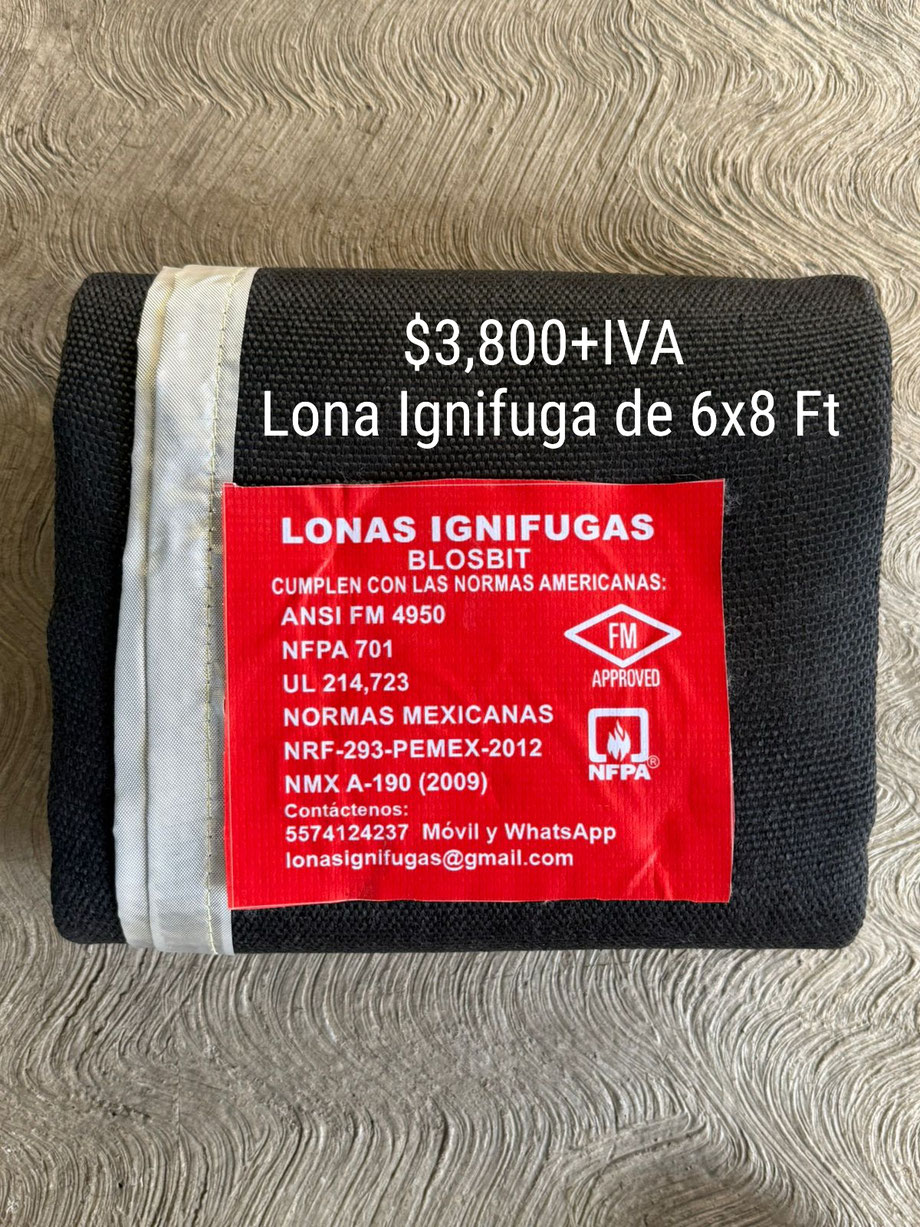 $3,800+IVA
Lona Ignifuga de 6x8 Ft
LONAS IGNIFUGAS
BLOSBIT
CUMPLEN CON LAS NORMAS AMERICANAS:
ANSI FM 4950
NFPA 701
UL 214,723
NORMAS MEXICANAS
NRF-293-PEMEX-2012
NMX A-190 (2009)
Contáctenos:
5574124237 Móvil y WhatsApp
lonasignifugas@gmail.com
FM
APPROVED
NFPA®